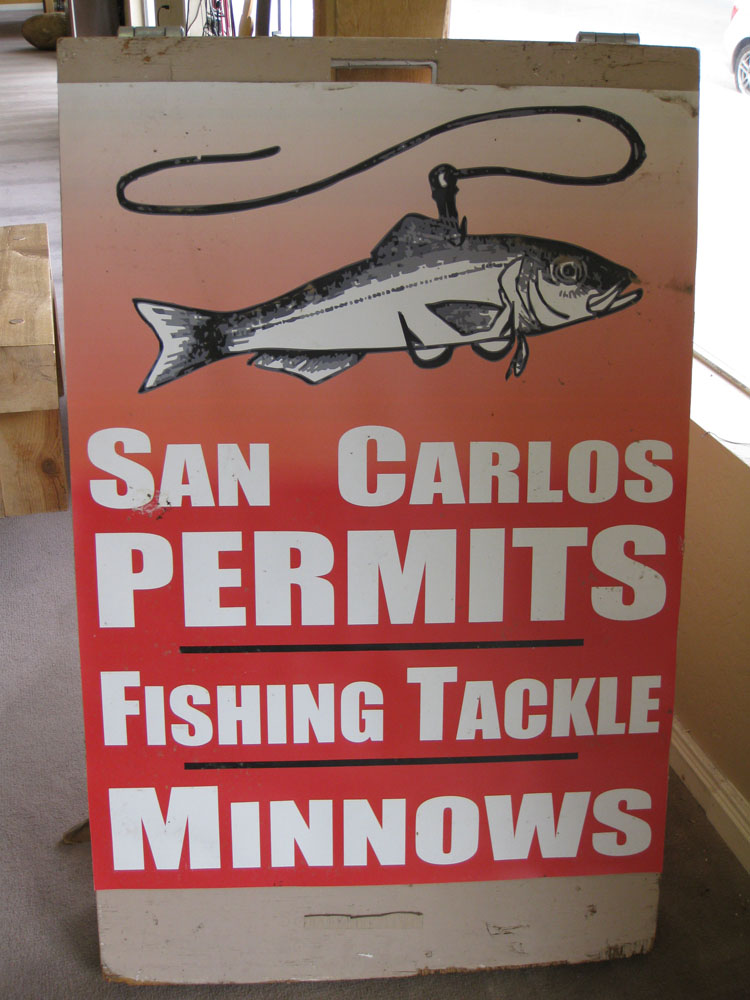 SAN CARLOS
PERMITS
FISHING TACKLE
MINNOWS